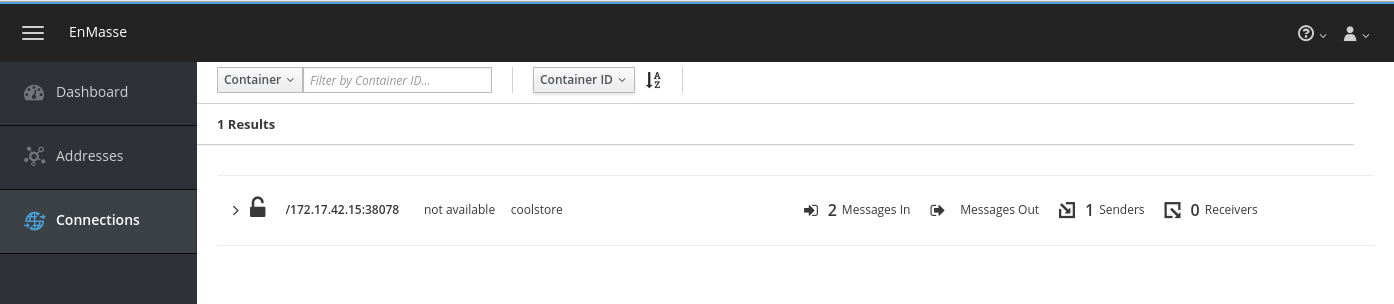 EnMasse
Dashboard
Addresses
Connections
Container Filter by Container ID... Container ID A Z
1 Results
/172.17.42.15:38078 not available coolstore 2 Messages In Messages Out 1 Senders 0 Receivers